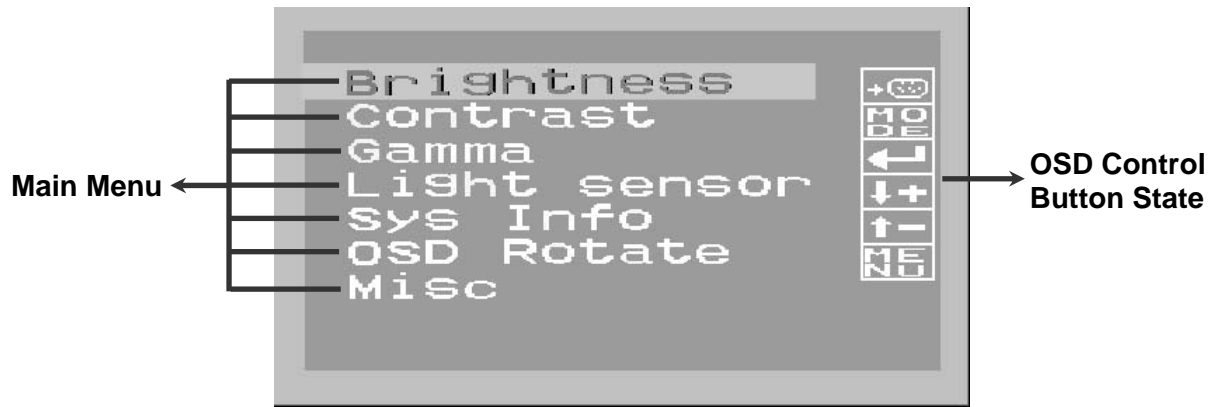 Brightness
Contrast
Gamma
Light sensor
Sys Info
OSD Rotate
Misc
MODE
MENU
Main Menu
OSD Control
Button State